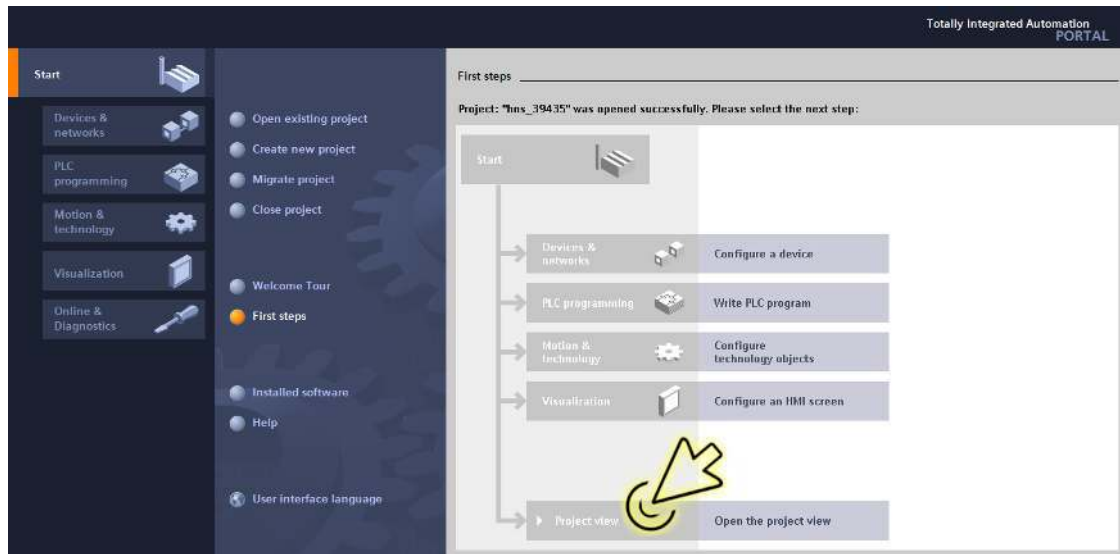 Totally Integrated Automation
PORTAL
Start
Devices &
networks
PLC
programming
Motion &
technology
Visualization
Online &
Diagnostics
Open existing project
Create new project
Migrate project
Close project
Welcome Tour
First steps
Installed software
Help
User interface language
First steps
Project: "hns_39435" was opened successfully. Please select the next step:
Start
Devices &
networks
Configure a device
PLC programming
Write PLC program
Motion &
technology
Configure
technology objects
Visualization
Configure an HMI screen
Project view
Open the project view